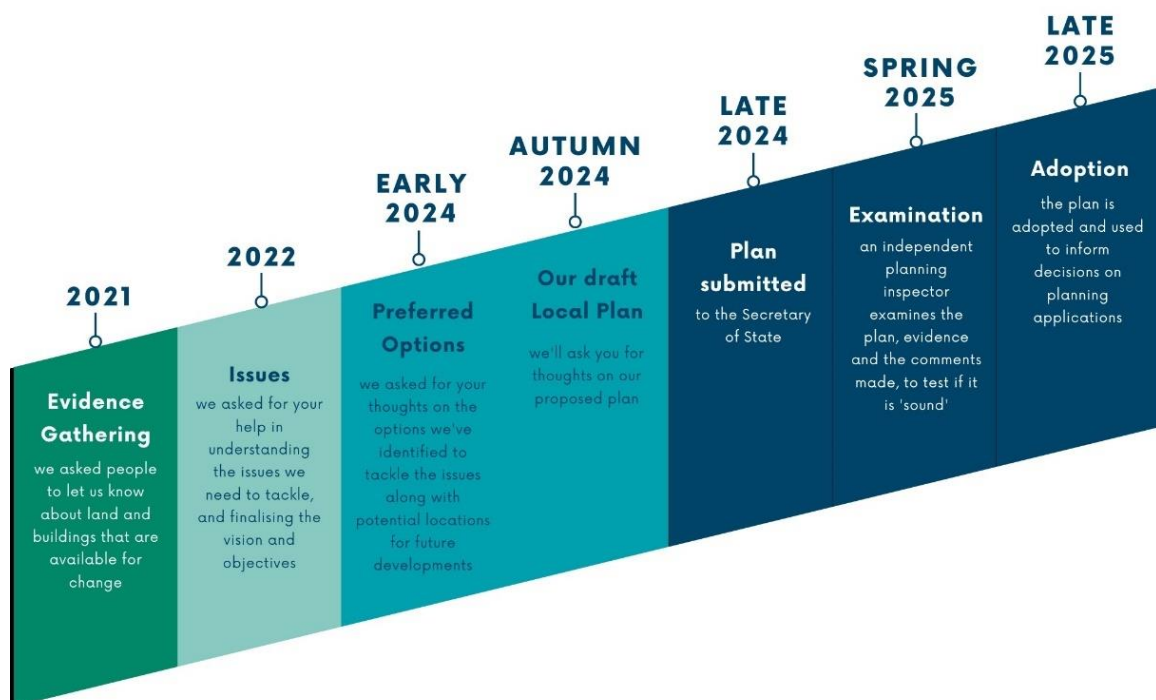 2021
Evidence
Gathering
we asked people
to let us know
about land and
buildings that are
available for
change
2022
Issues
we asked for your
help in
understanding
the issues we
need to tackle,
and finalising the
vision and
objectives
EARLY
2024
Preferred
Options
we asked for your
thoughts on the
options we've
identified to
tackle the issues
along with
potential locations
for future
developments
AUTUMN
2024
Our draft
Local Plan
we'll ask you for
thoughts on our
proposed plan
LATE
2024
Plan
submitted
to the Secretary
of State
SPRING
2025
Examination
an independent
planning
inspector
examines the
plan, evidence
and the comments
made, to test if it
is 'sound'
LATE
2025
Adoption
the plan is
adopted and used
to inform
decisions on
planning
applications